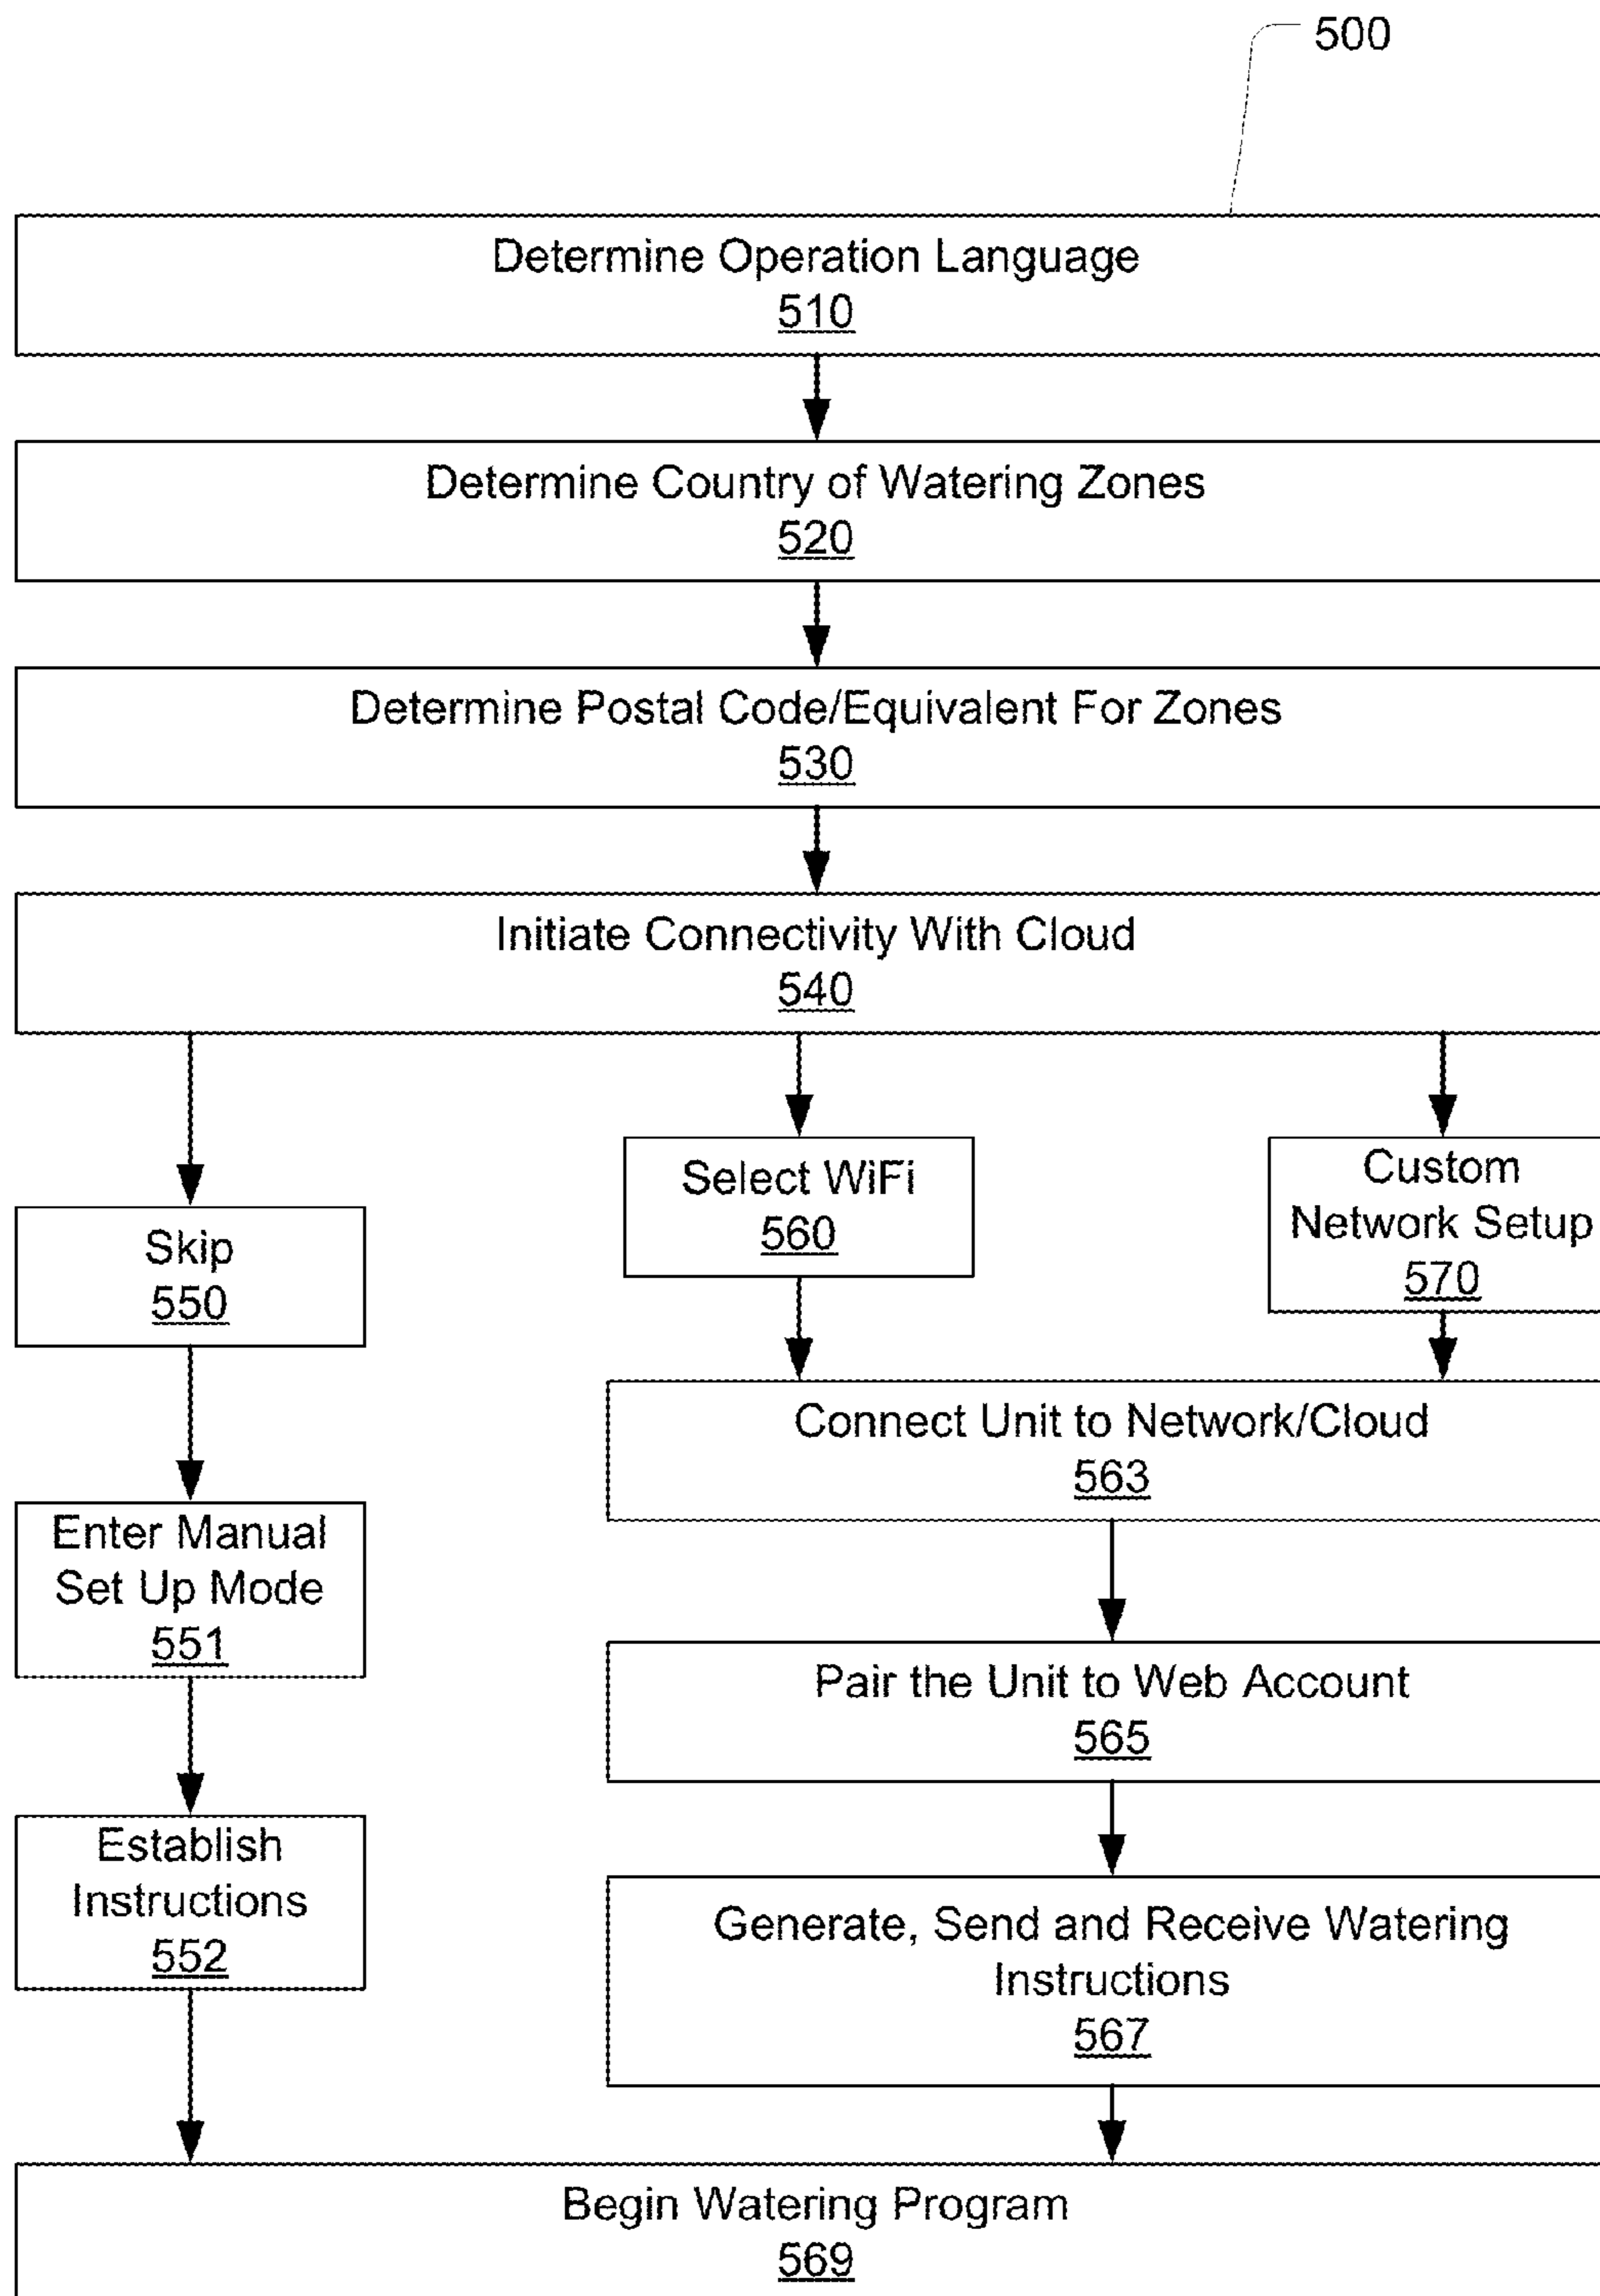 500
Determine Operation Language
510
Determine Country of Watering Zones
520
Determine Postal Code/Equivalent For Zones
530
Initiate Connectivity With Cloud
540
Skip
550
Select WiFi
560
Custom
Network Setup
570
Connect Unit to Network/Cloud
563
Enter Manual
Set Up Mode
551
Pair the Unit to Web Account
565
Establish
Instructions
552
Generate, Send and Receive Watering
Instructions
567
Begin Watering Program
569